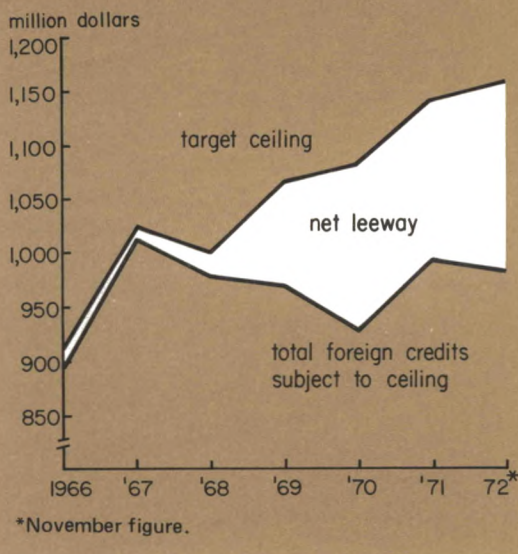 million dollars
1,200
1,150
1,100
1,050
1,000
950
900
850
target ceiling
net leeway
total foreign credits
subject to ceiling
1966 '67 '68 '69 '70 '71 72*
*November figure.